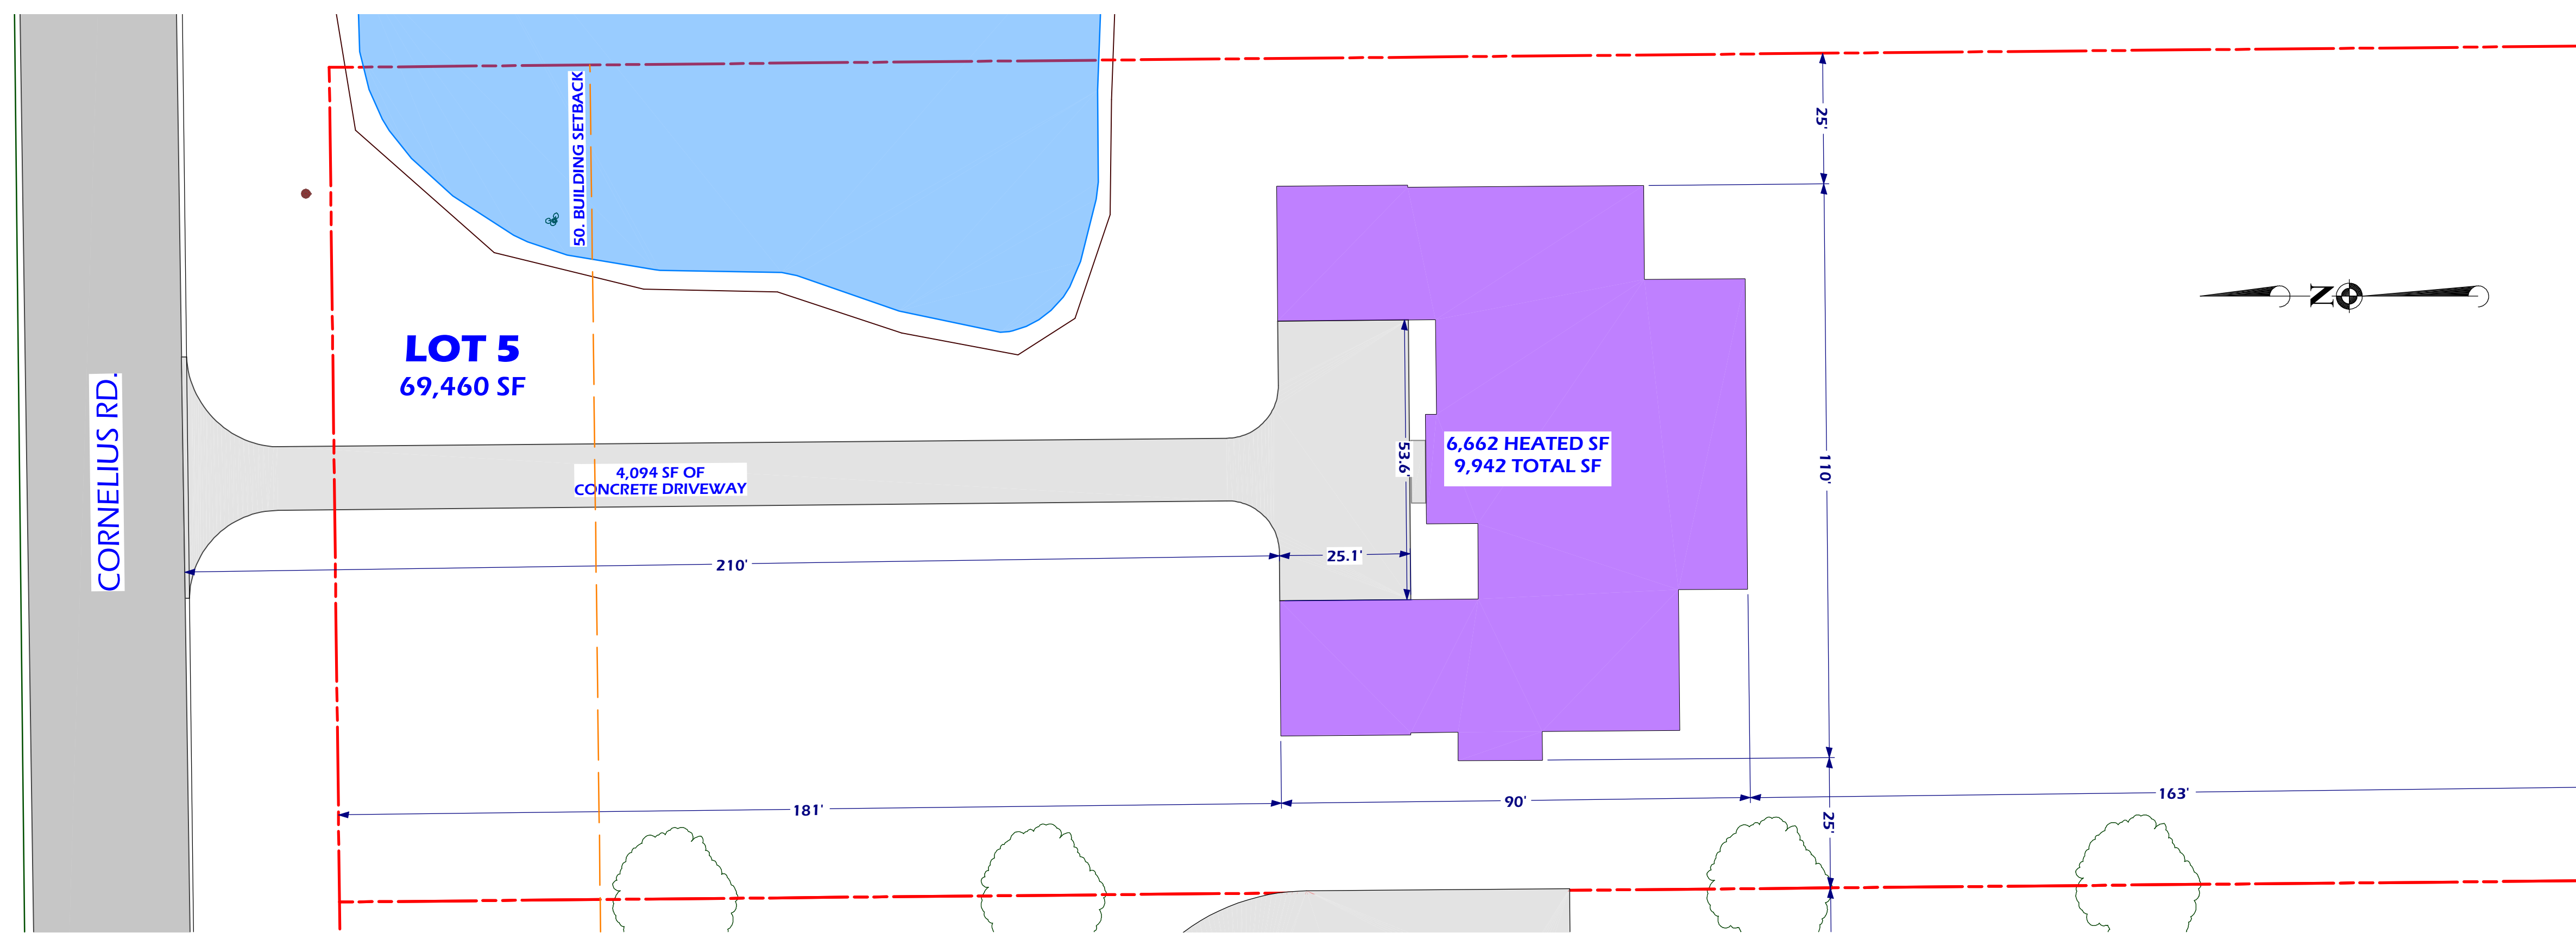 CORNELIUS RD.
50. BUILDING SETBACK
LOT 5
69,460 SF
4,094 SF OF
CONCRETE DRIVEWAY
210'
25.1'
53.6'
6,662 HEATED SF
9,942 TOTAL SF
25'
110'
25'
181'
90'
163'
N